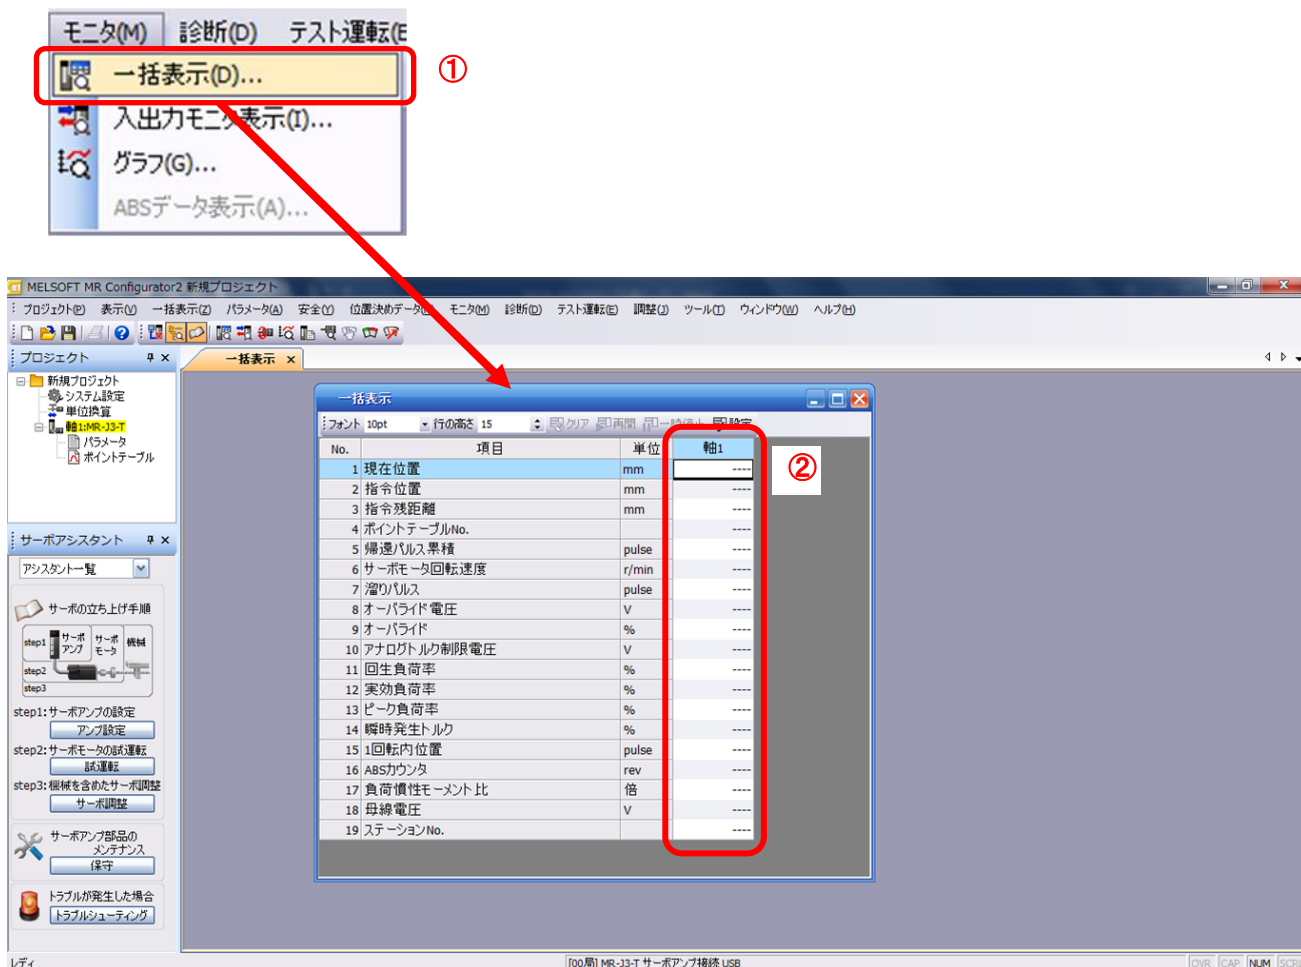 モニタ(M) 診断(D) テスト運転(E
一括表示(D)...
①
入出力モニタ表示(I)...
グラフ(G)...
ABSデータ表示(A)...
MELSOFT MR Configurator2 新規プロジェクト
プロジェクト(P) 表示(V) 一括表示(Z) パラメータ(A) 安全(Y) 位置決めデータ モニタ(M) 診断(D) テスト運転(E) 調整(J) ツール(T) ウィンドウ(W) ヘルプ(H)
プロジェクト
一括表示
新規プロジェクト
システム設定
単位換算
軸1:MR-J3-T
パラメータ
ポイントテーブル
一括表示
フォント 10pt 行の高さ 15 クリア 再開 一時停止 設定
No. 項目 単位 軸1
②
1 現在位置 mm ----
2 指令位置 mm ----
3 指令残距離 mm ----
4 ポイントテーブルNo. ----
5 帰還パルス累積 pulse ----
6 サーボモータ回転速度 r/min ----
7 溜りパルス pulse ----
8 オーバライド電圧 V ----
9 オーバライド % ----
10 アナログトルク制限電圧 V ----
11 回生負荷率 % ----
12 実効負荷率 % ----
13 ピーク負荷率 % ----
14 瞬時発生トルク % ----
15 1回転内位置 pulse ----
16 ABSカウンタ rev ----
17 負荷慣性モーメント比 倍 ----
18 母線電圧 V ----
19 ステーションNo. ----
サーボアシスタント
アシスタント一覧
サーボの立ち上げ手順
step1 サーボアンプ サーボモータ 機械
step2
step3
step1:サーボアンプの設定
アンプ設定
step2:サーボモータの試運転
試運転
step3:機械を含めたサーボ調整
サーボ調整
サーボアンプ部品の
メンテナンス
保守
トラブルが発生した場合
トラブルシューティング
レディ [00局] MR-J3-T サーボアンプ接続 USB OVR CAP NUM SCRL